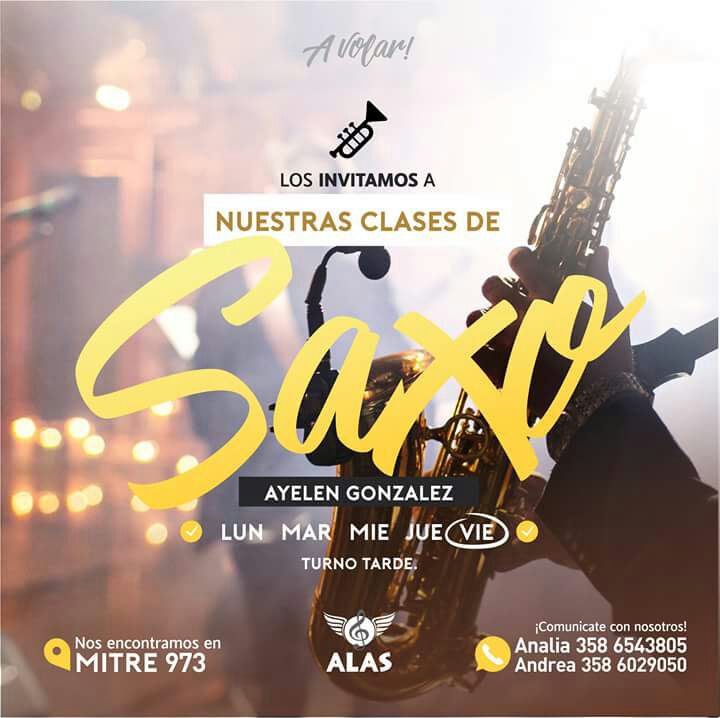 A volar!
LOS INVITAMOS A
NUESTRAS CLASES DE
Saxo
AYELEN GONZALEZ
LUN MAR MIE JUE VIE
TURNO TARDE.
Nos encontramos en
MITRE 973
ALAS
¡Comunicate con nosotros!
Analia 358 6543805
Andrea 358 6029050